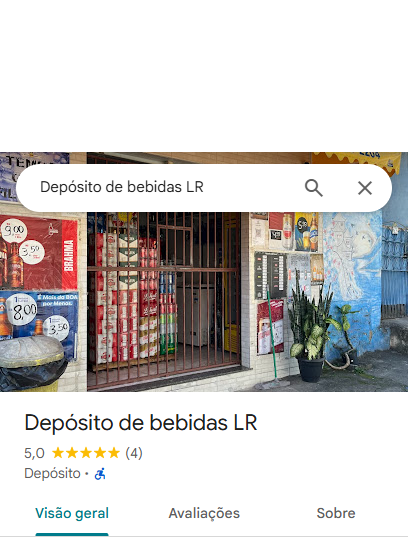 Depósito de bebidas LR
9,00
3,50
BRAHMA
É Mais da BOA
por Menos.
8,00
3,50
Depósito de bebidas LR
5,0 (4)
Depósito ·
Visão geral Avaliações Sobre